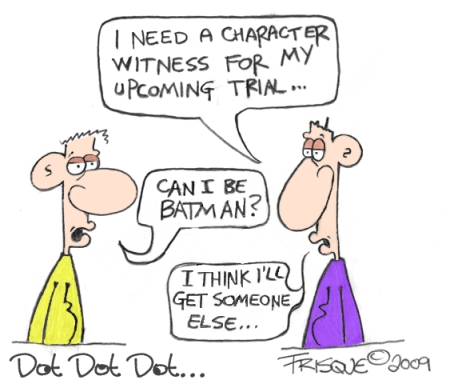 I NEED A CHARACTER
WITNESS FOR MY
UPCOMING TRIAL...
CAN I BE
BATMAN?
I THINK I'LL
GET SOMEONE
ELSE...
Dot Dot Dot...
FRISQUE©2009